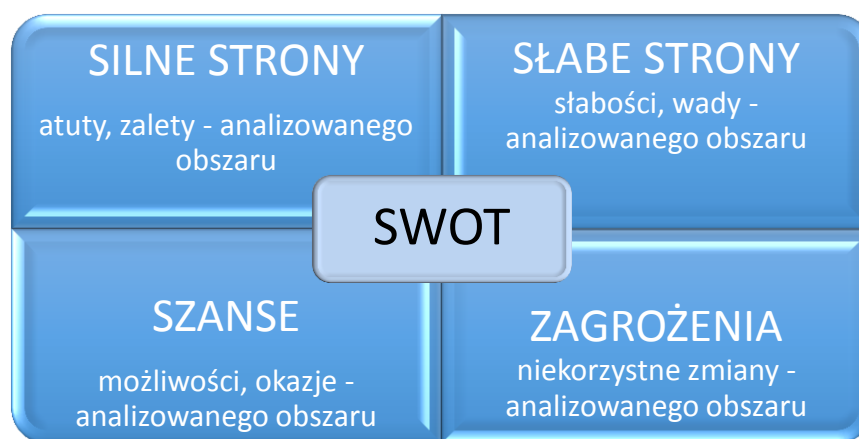 SILNE STRONY
atuty, zalety - analizowanego
obszaru
SŁABE STRONY
słabości, wady -
analizowanego obszaru
SWOT
SZANSE
możliwości, okazje -
analizowanego obszaru
ZAGROŻENIA
niekorzystne zmiany -
analizowanego obszaru